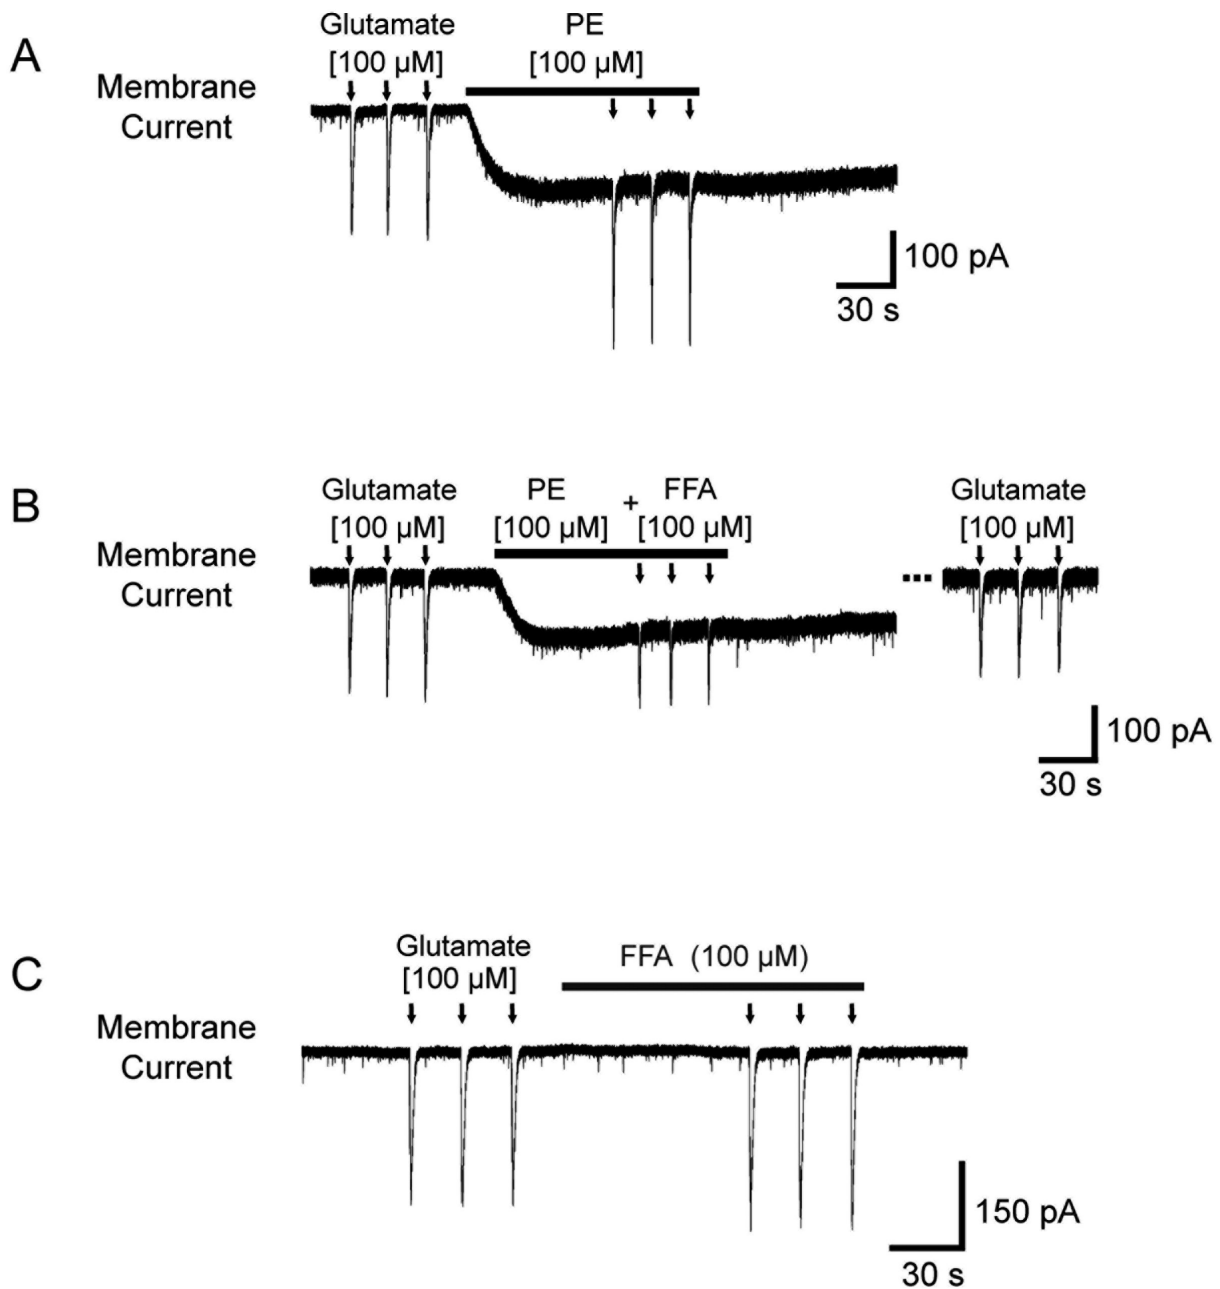 A
Glutamate
[100 µM]
PE
[100 µM]
Membrane
Current
100 pA
30 s
B
Glutamate
[100 µM]
PE + FFA
[100 µM] [100 µM]
Glutamate
[100 µM]
Membrane
Current
100 pA
30 s
C
Glutamate
[100 µM]
FFA (100 µM)
Membrane
Current
150 pA
30 s